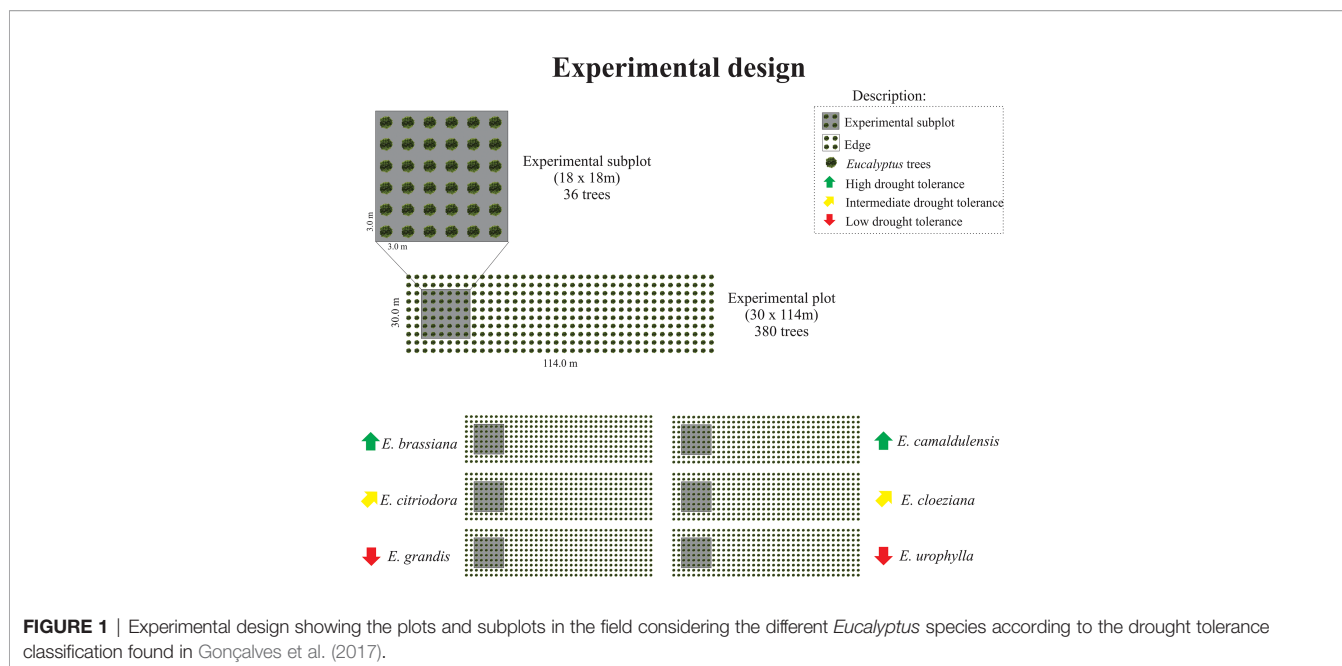 Experimental design
Description:
Experimental subplot
Edge
Eucalyptus trees
High drought tolerance
Intermediate drought tolerance
Low drought tolerance
Experimental subplot
(18 x 18m)
36 trees
3.0 m
3.0 m
30.0 m
Experimental plot
(30 x 114m)
380 trees
114.0 m
E. brassiana
E. camaldulensis
E. citriodora
E. cloeziana
E. grandis
E. urophylla
FIGURE 1 | Experimental design showing the plots and subplots in the field considering the different Eucalyptus species according to the drought tolerance
classification found in Gonçalves et al. (2017).